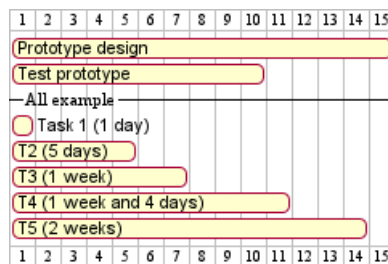 1 2 3 4 5 6 7 8 9 10 11 12 13 14 15
Prototype design
Test prototype
All example
Task 1 (1 day)
T2 (5 days)
T3 (1 week)
T4 (1 week and 4 days)
T5 (2 weeks)
1 2 3 4 5 6 7 8 9 10 11 12 13 14 15